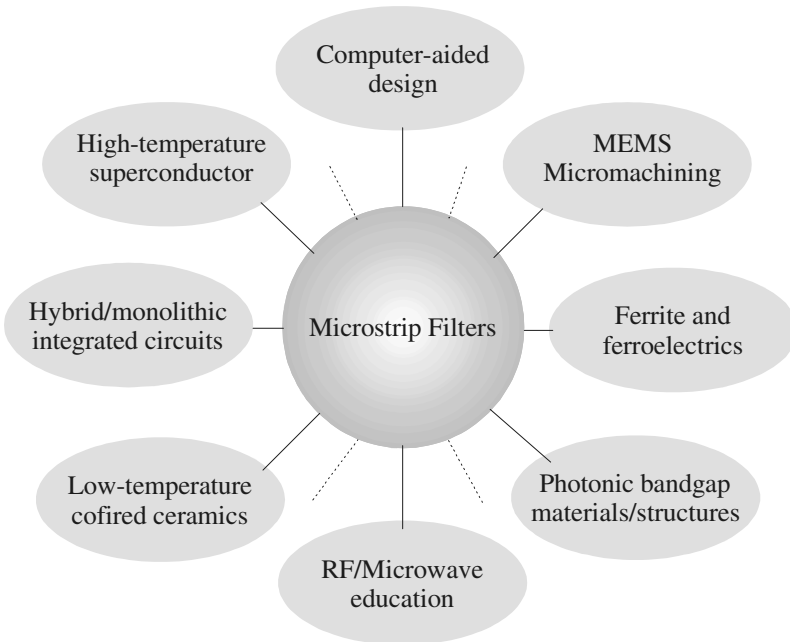 Computer-aided
design
High-temperature
superconductor
MEMS
Micromachining
Hybrid/monolithic
integrated circuits
Microstrip Filters
Ferrite and
ferroelectrics
Low-temperature
cofired ceramics
Photonic bandgap
materials/structures
RF/Microwave
education